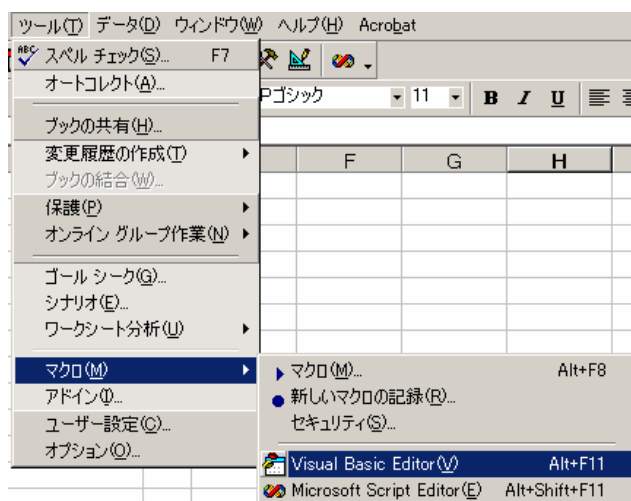 ツール(T) データ(D) ウィンドウ(W) ヘルプ(H) Acrobat
ABC スペル チェック(S)... F7
オートコレクト(A)...
Pゴシック 11 B I U
ブックの共有(H)...
変更履歴の作成(T)
ブックの結合(W)...
F G H
保護(P)
オンライン グループ作業(N)
ゴール シーク(G)...
シナリオ(E)...
ワークシート分析(U)
マクロ(M)
アドイン(I)...
ユーザー設定(C)...
オプション(O)...
マクロ(M)... Alt+F8
新しいマクロの記録(R)...
セキュリティ(S)...
Visual Basic Editor(V) Alt+F11
Microsoft Script Editor(E) Alt+Shift+F11